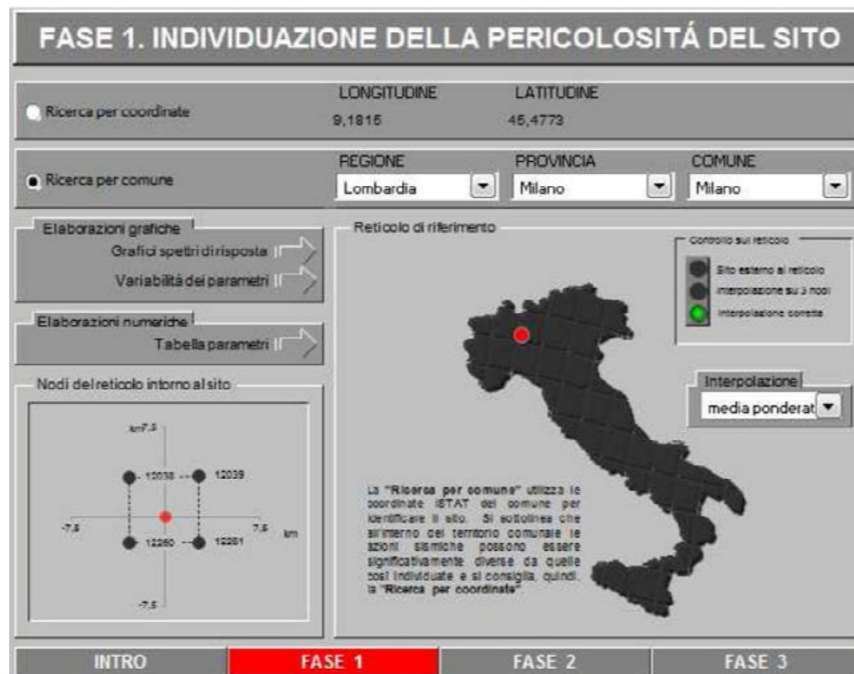 FASE 1. INDIVIDUAZIONE DELLA PERICOLOSITÁ DEL SITO
LONGITUDINE LATITUDINE
Ricerca per coordinate 9,1815 45,4773
REGIONE PROVINCIA COMUNE
Ricerca per comune Lombardia Milano Milano
Elaborazioni grafiche
Grafici spettri di risposta
Variabilità dei parametri
Elaborazioni numeriche
Tabella parametri
Nodi del reticolo intorno al sito
km 7,5
12038 12039
-7,5 7,5 km
12260 12261
-7,5
Reticolo di riferimento
Controllo sul reticolo
Sito esterno al reticolo
Interpolazione su 3 nodi
Interpolazione corretta
Interpolazione
media ponderat
La "Ricerca per comune" utilizza le
coordinate ISTAT del comune per
identificare il sito. Si sottolinea che
all'interno del territorio comunale le
azioni sismiche possono essere
significativamente diverse da quelle
così individuate e si consiglia, quindi,
la "Ricerca per coordinate".
INTRO FASE 1 FASE 2 FASE 3